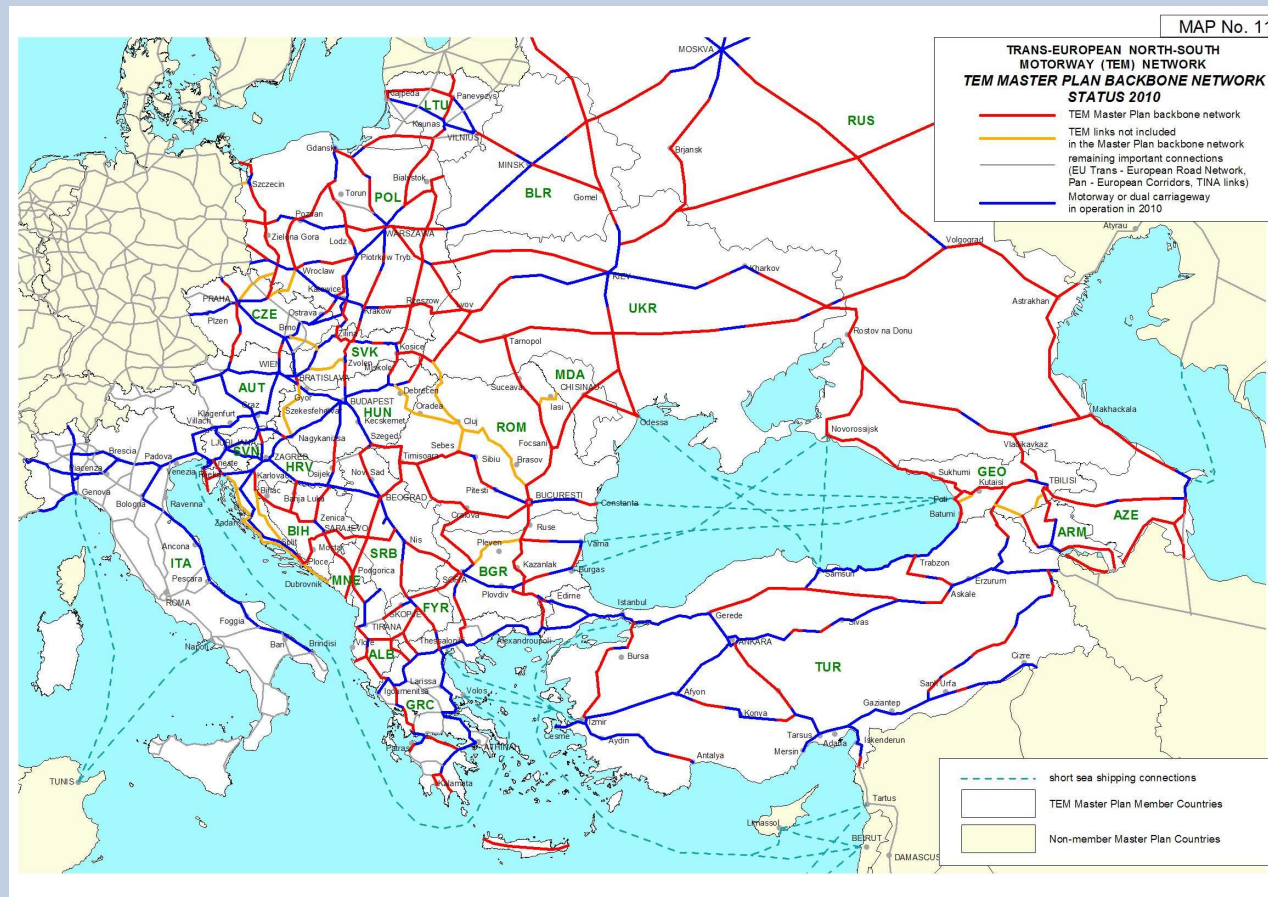 MAP No. 11
TRANS-EUROPEAN NORTH-SOUTH
MOTORWAY (TEM) NETWORK
TEM MASTER PLAN BACKBONE NETWORK
STATUS 2010
TEM Master Plan backbone network
TEM links not included
in the Master Plan backbone network
remaining important connections
(EU Trans - European Road Network,
Pan - European Corridors, TINA links)
Motorway or dual carriageway
in operation in 2010
MOSKVA
RUS
Klajpeda
Panevezys
LTU
Kaunas
VILNIUS
Gdansk
MINSK
Brjansk
Szczecin
Bialystok
Torun
POL
BLR
Gomel
Atyrau
Poznan
Zielona Gora
Lodz
WARSZAWA
Volgograd
Piotrkow Tryb.
Wroclaw
KIEV
Kharkov
Katowice
PRAHA
Rzeszow
Lvov
Astrakhan
CZE
Ostrava
Krakow
UKR
Plzen
Brno
Zilina
Rostov na Donu
SVK
Kosice
Tarnopol
WIEN
Zvolen
Miskolc
MDA
BRATISLAVA
Suceava
CHISINAU
AUT
Debrecen
Gyor
BUDAPEST
Iasi
Graz
Szekesfehervar
Oradea
Makhackala
Klagenfurt
HUN
Kecskemet
Cluj
Odessa
Villach
ROM
Novorossijsk
LJUBLJANA
Nagykanizsa
Szeged
Focsani
Vladikavkaz
Brescia
Padova
SVN
ZAGREB
Sebes
Timisoara
Sibiu
Brasov
GEO
Sukhumi
Kutaisi
Piacenza
Venezia
Trieste
Rijeka
HRV
Osijek
Karlovac
Novi Sad
TBILISI
Genova
Bihac
Pitesti
BUCURESTI
Poti
Bologna
Ravenna
Banja Luka
BEOGRAD
Constanta
Batumi
AZE
Zadar
Zenica
Craiova
BIH
SARAJEVO
Ruse
ARM
Ancona
Split
Mostar
SRB
Nis
Pleven
Varna
ITA
Ploce
BGR
Kazanlak
Trabzon
Pescara
Dubrovnik
MNE
Podgorica
SOFIA
Burgas
Samsun
Erzurum
Plovdiv
Askale
ROMA
SKOPJE
FYR
Edirne
Istanbul
Foggia
TIRANA
Gerede
Sivas
Bari
Brindisi
Vlore
Thessaloniki
Alexandroupoli
ANKARA
Napoli
ALB
Bursa
TUR
Cizre
Larissa
Igoumenitsa
Volos
Afyon
Sanli Urfa
GRC
Izmir
Konya
Gaziantep
Patras
ATHINA
Cesme
Aydin
Tarsus
Adana
Iskenderun
Mersin
Antalya
TUNIS
Kalamata
short sea shipping connections
Tartus
TEM Master Plan Member Countries
Limassol
BEIRUT
Non-member Master Plan Countries
DAMASCUS